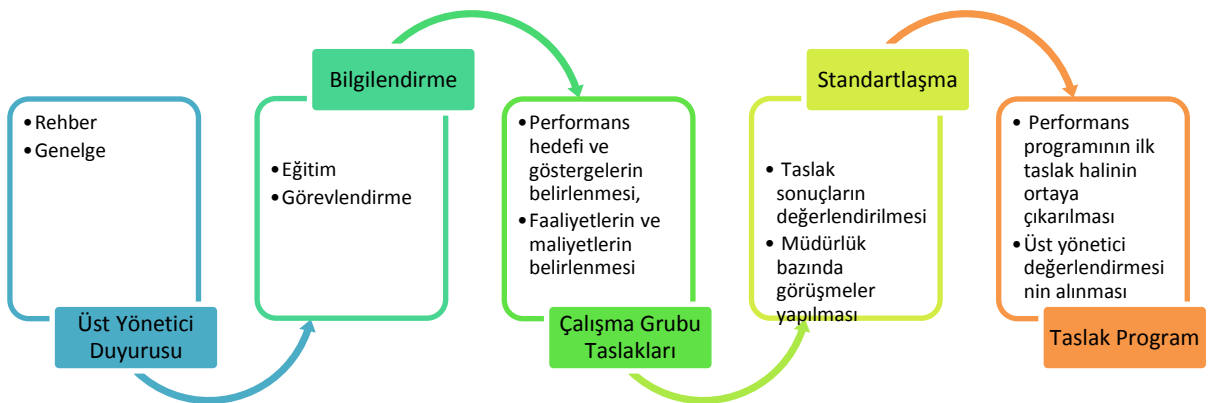 •Rehber
•Genelge
Üst Yönetici
Duyurusu
Bilgilendirme
•Eğitim
•Görevlendirme
•Performans
hedefi ve
göstergelerin
belirlenmesi,
•Faaliyetlerin ve
maliyetlerin
belirlenmesi
Çalışma Grubu
Taslakları
Standartlaşma
• Taslak
sonuçların
değerlendirilmesi
• Müdürlük
bazında
görüşmeler
yapılması
• Performans
programının ilk
taslak halinin
ortaya
çıkarılması
•Üst yönetici
değerlendirmesi
nin alınması
Taslak Program